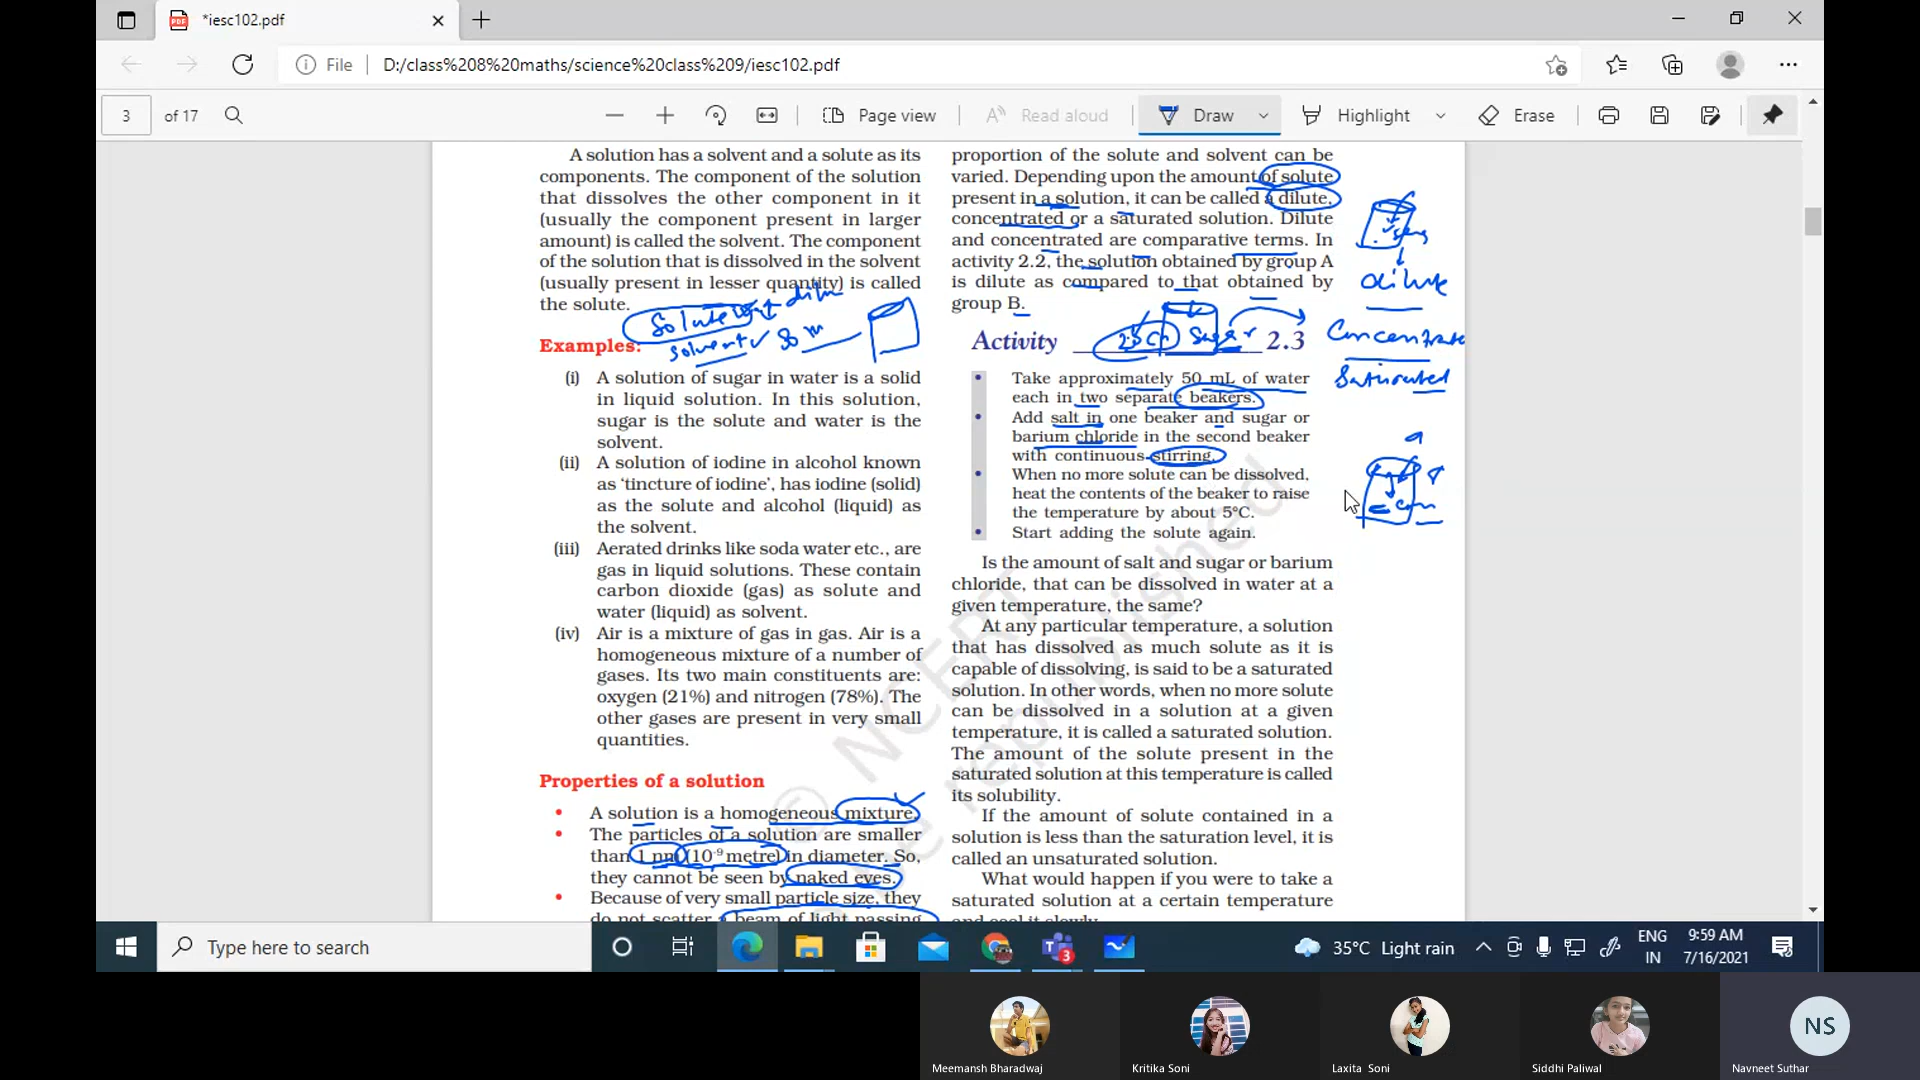 *iesc102.pdf
File
D:/class%208%20maths/science%20class%209/iesc102.pdf
3 of 17
Page view
Read aloud
Draw
Highlight
Erase
A solution has a solvent and a solute as its
components. The component of the solution
that dissolves the other component in it
(usually the component present in larger
amount) is called the solvent. The component
of the solution that is dissolved in the solvent
(usually present in lesser quantity) is called
the solute.
Solute
solvent
Examples:
(i) A solution of sugar in water is a solid
in liquid solution. In this solution,
sugar is the solute and water is the
solvent.
(ii) A solution of iodine in alcohol known
as ‘tincture of iodine’, has iodine (solid)
as the solute and alcohol (liquid) as
the solvent.
(iii) Aerated drinks like soda water etc., are
gas in liquid solutions. These contain
carbon dioxide (gas) as solute and
water (liquid) as solvent.
(iv) Air is a mixture of gas in gas. Air is a
homogeneous mixture of a number of
gases. Its two main constituents are:
oxygen (21%) and nitrogen (78%). The
other gases are present in very small
quantities.
Properties of a solution
• A solution is a homogeneous mixture.
• The particles of a solution are smaller
than 1 nm (10-9 metre) in diameter. So,
they cannot be seen by naked eyes.
• Because of very small particle size, they
do not scatter a beam of light passing
proportion of the solute and solvent can be
varied. Depending upon the amount of solute
present in a solution, it can be called a dilute,
concentrated or a saturated solution. Dilute
and concentrated are comparative terms. In
activity 2.2, the solution obtained by group A
is dilute as compared to that obtained by
group B.
Activity 2.3
Sugar
• Take approximately 50 mL of water
each in two separate beakers.
• Add salt in one beaker and sugar or
barium chloride in the second beaker
with continuous stirring.
• When no more solute can be dissolved,
heat the contents of the beaker to raise
the temperature by about 5°C.
• Start adding the solute again.
Is the amount of salt and sugar or barium
chloride, that can be dissolved in water at a
given temperature, the same?
At any particular temperature, a solution
that has dissolved as much solute as it is
capable of dissolving, is said to be a saturated
solution. In other words, when no more solute
can be dissolved in a solution at a given
temperature, it is called a saturated solution.
The amount of the solute present in the
saturated solution at this temperature is called
its solubility.
If the amount of solute contained in a
solution is less than the saturation level, it is
called an unsaturated solution.
What would happen if you were to take a
saturated solution at a certain temperature
and cool it slowly
dilute
Concentrate
Saturated
© NCERT
be republished
Type here to search
3
35°C Light rain
ENG
IN
9:59 AM
7/16/2021
NS
Meemansh Bharadwaj
Kritika Soni
Laxita Soni
Siddhi Paliwal
Navneet Suthar